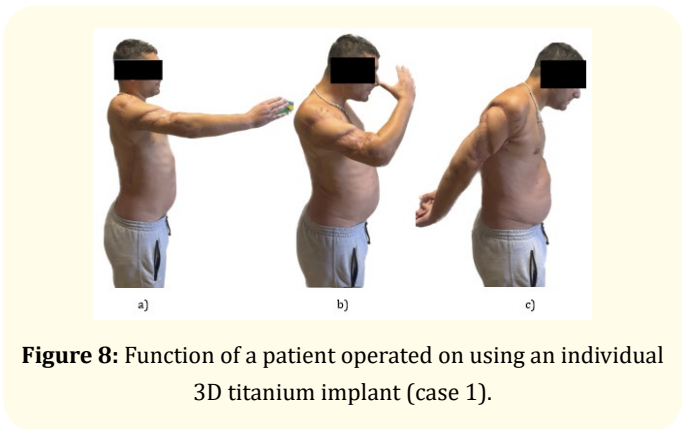 a)
b)
c)
Figure 8: Function of a patient operated on using an individual
3D titanium implant (case 1).